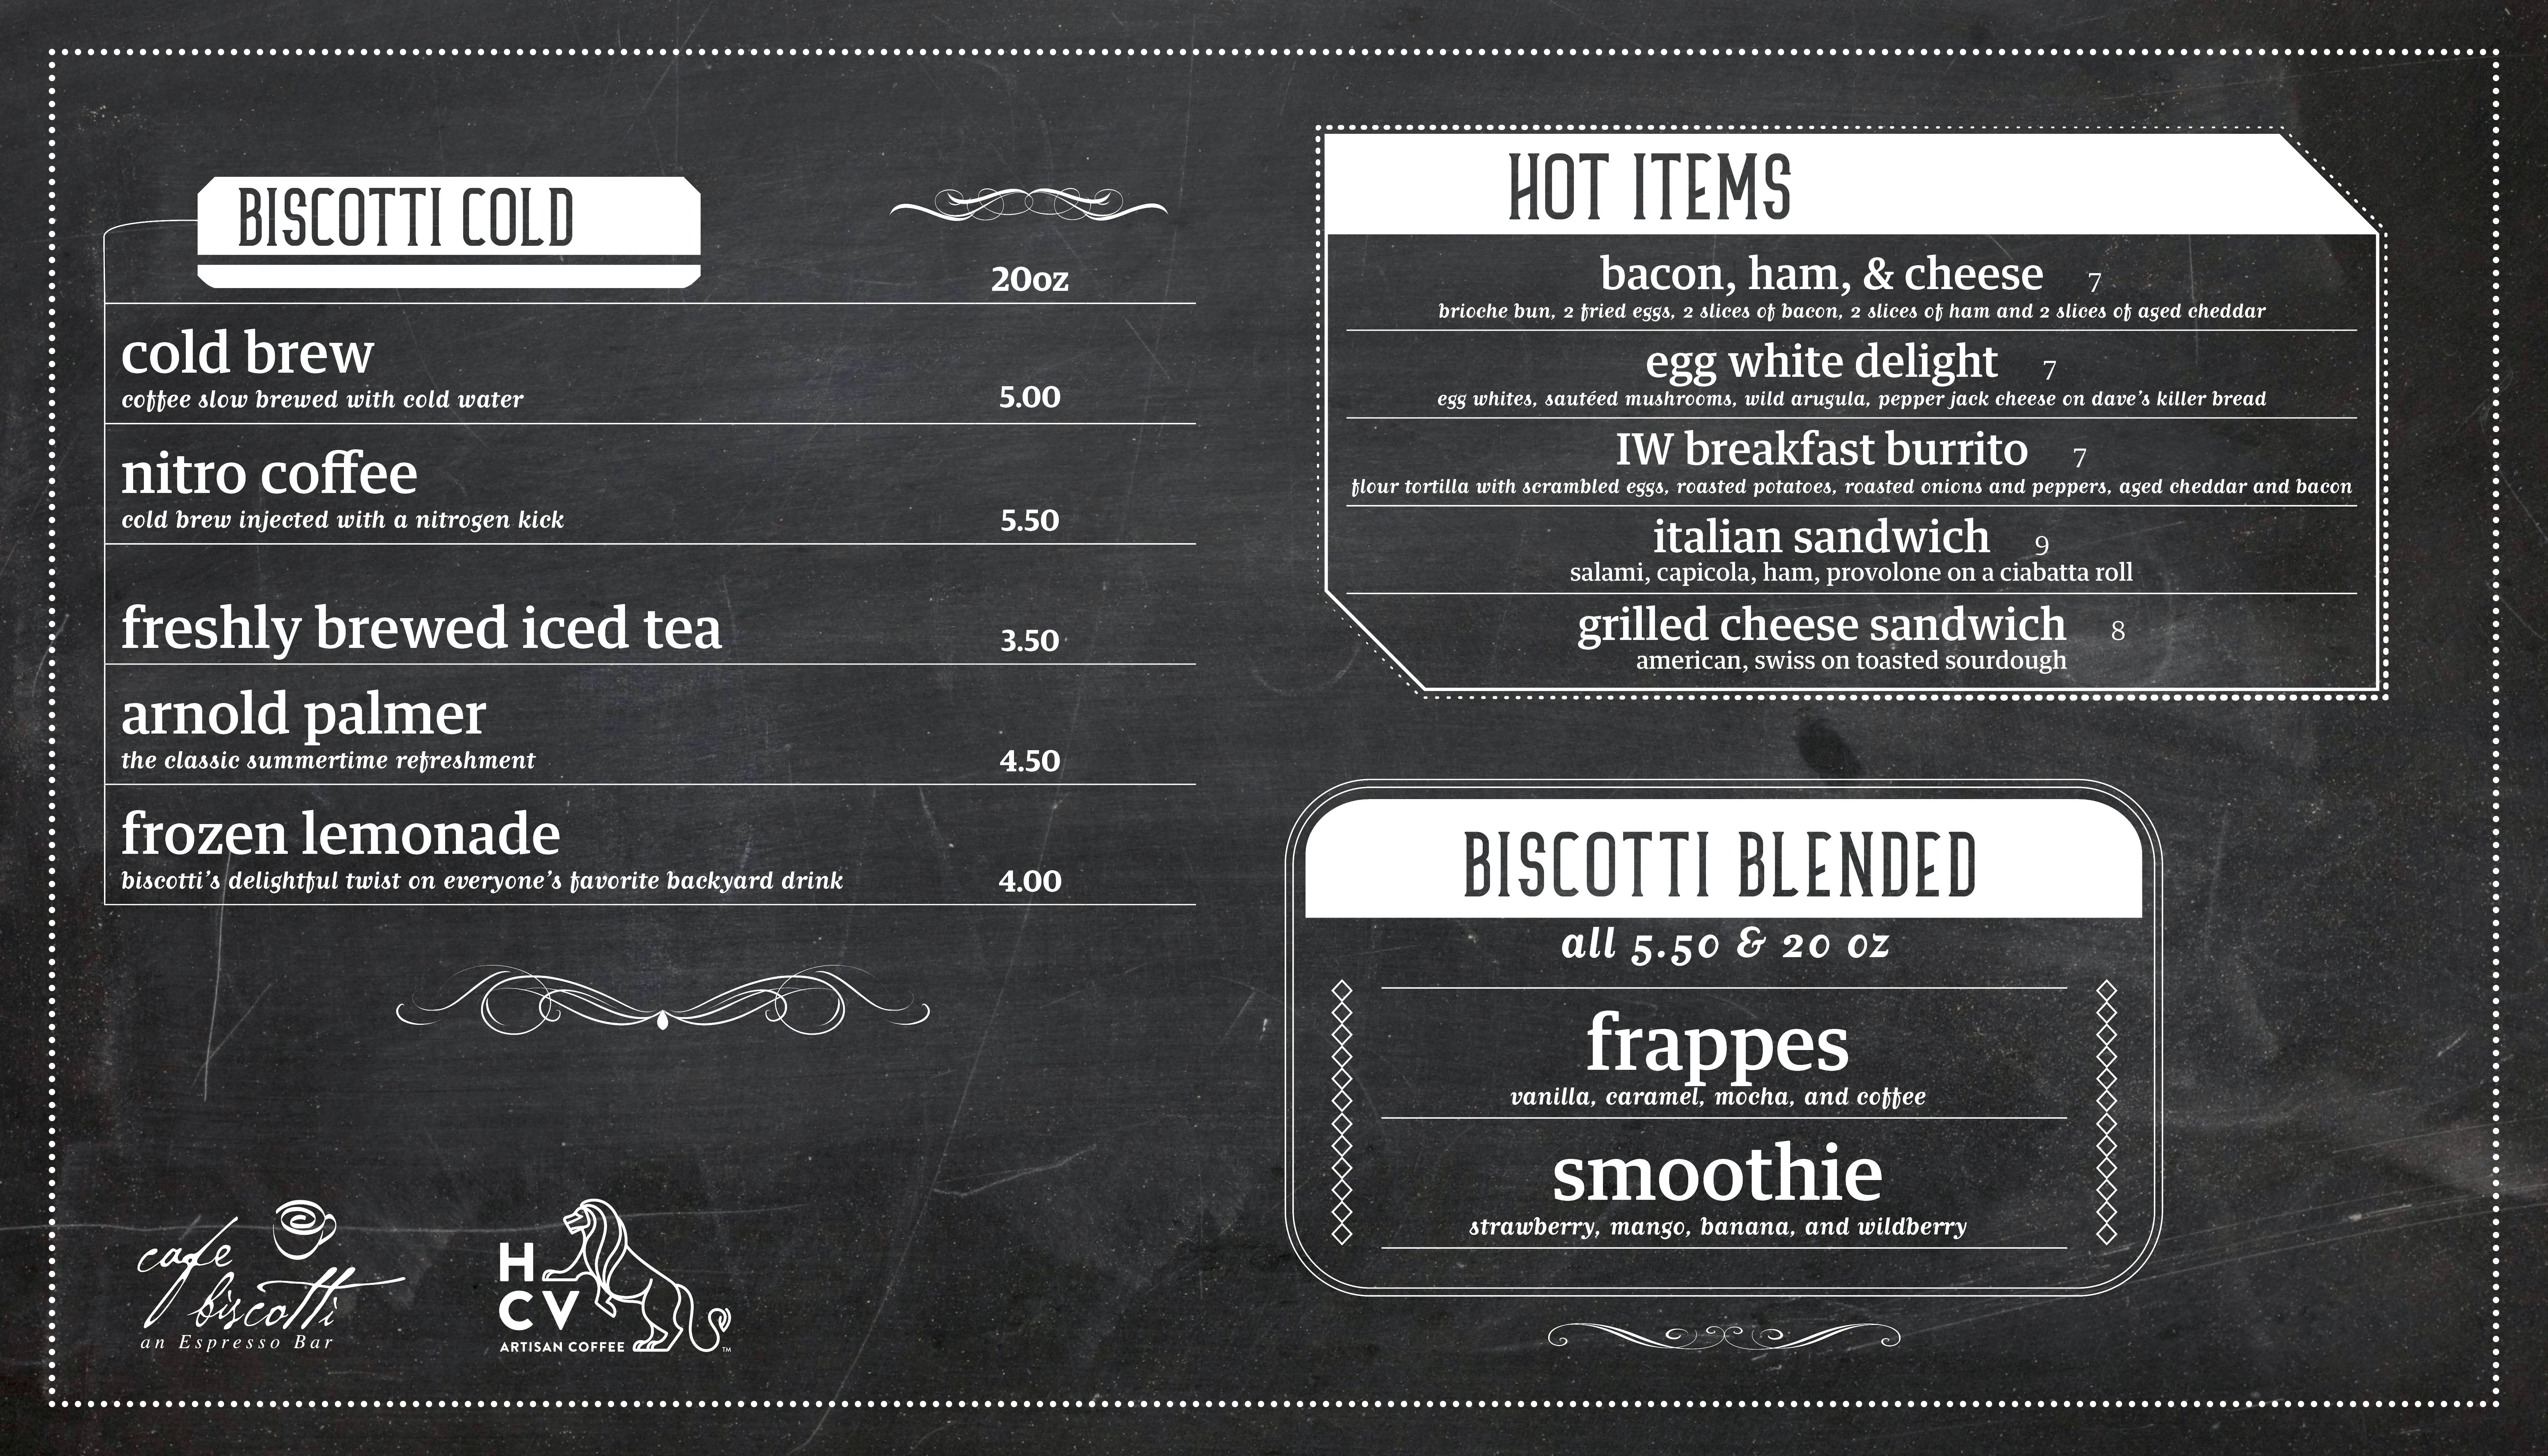 BISCOTTI COLD
20oz
cold brew
coffee slow brewed with cold water
5.00
nitro coffee
cold brew injected with a nitrogen kick
5.50
freshly brewed iced tea
3.50
arnold palmer
the classic summertime refreshment
4.50
frozen lemonade
biscotti's delightful twist on everyone's favorite backyard drink
4.00
cafe
biscotti
an Espresso Bar
H
CV
ARTISAN COFFEE
TM
HOT ITEMS
bacon, ham, & cheese 7
brioche bun, 2 fried eggs, 2 slices of bacon, 2 slices of ham and 2 slices of aged cheddar
egg white delight 7
egg whites, sautéed mushrooms, wild arugula, pepper jack cheese on dave's killer bread
IW breakfast burrito 7
flour tortilla with scrambled eggs, roasted potatoes, roasted onions and peppers, aged cheddar and bacon
italian sandwich 9
salami, capicola, ham, provolone on a ciabatta roll
grilled cheese sandwich 8
american, swiss on toasted sourdough
BISCOTTI BLENDED
all 5.50 & 20 oz
frappes
vanilla, caramel, mocha, and coffee
smoothie
strawberry, mango, banana, and wildberry